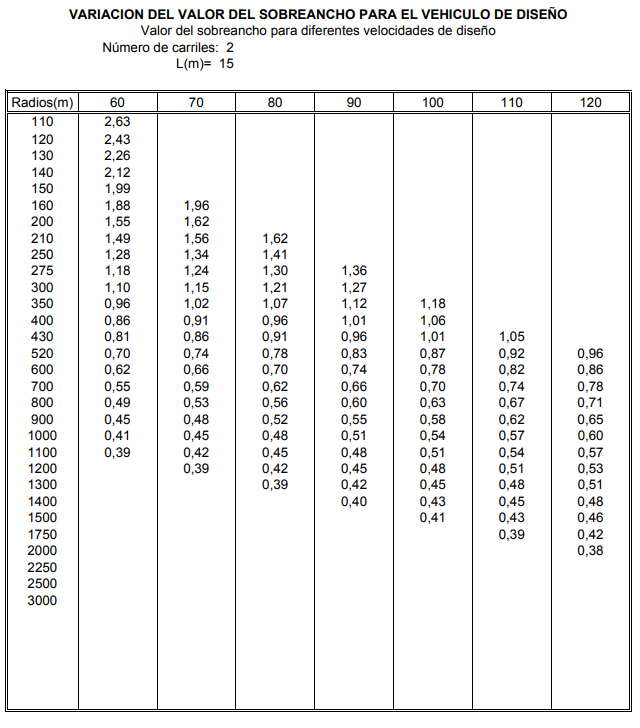 VARIACION DEL VALOR DEL SOBREANCHO PARA EL VEHICULO DE DISEÑO
Valor del sobreancho para diferentes velocidades de diseño
Número de carriles: 2
L(m)= 15
Radios(m) 60 70 80 90 100 110 120
110 2,63
120 2,43
130 2,26
140 2,12
150 1,99
160 1,88 1,96
200 1,55 1,62
210 1,49 1,56 1,62
250 1,28 1,34 1,41
275 1,18 1,24 1,30 1,36
300 1,10 1,15 1,21 1,27
350 0,96 1,02 1,07 1,12 1,18
400 0,86 0,91 0,96 1,01 1,06
430 0,81 0,86 0,91 0,96 1,01 1,05
520 0,70 0,74 0,78 0,83 0,87 0,92 0,96
600 0,62 0,66 0,70 0,74 0,78 0,82 0,86
700 0,55 0,59 0,62 0,66 0,70 0,74 0,78
800 0,49 0,53 0,56 0,60 0,63 0,67 0,71
900 0,45 0,48 0,52 0,55 0,58 0,62 0,65
1000 0,41 0,45 0,48 0,51 0,54 0,57 0,60
1100 0,39 0,42 0,45 0,48 0,51 0,54 0,57
1200 0,39 0,42 0,45 0,48 0,51 0,53
1300 0,39 0,42 0,45 0,48 0,51
1400 0,40 0,43 0,45 0,48
1500 0,41 0,43 0,46
1750 0,39 0,42
2000 0,38
2250
2500
3000